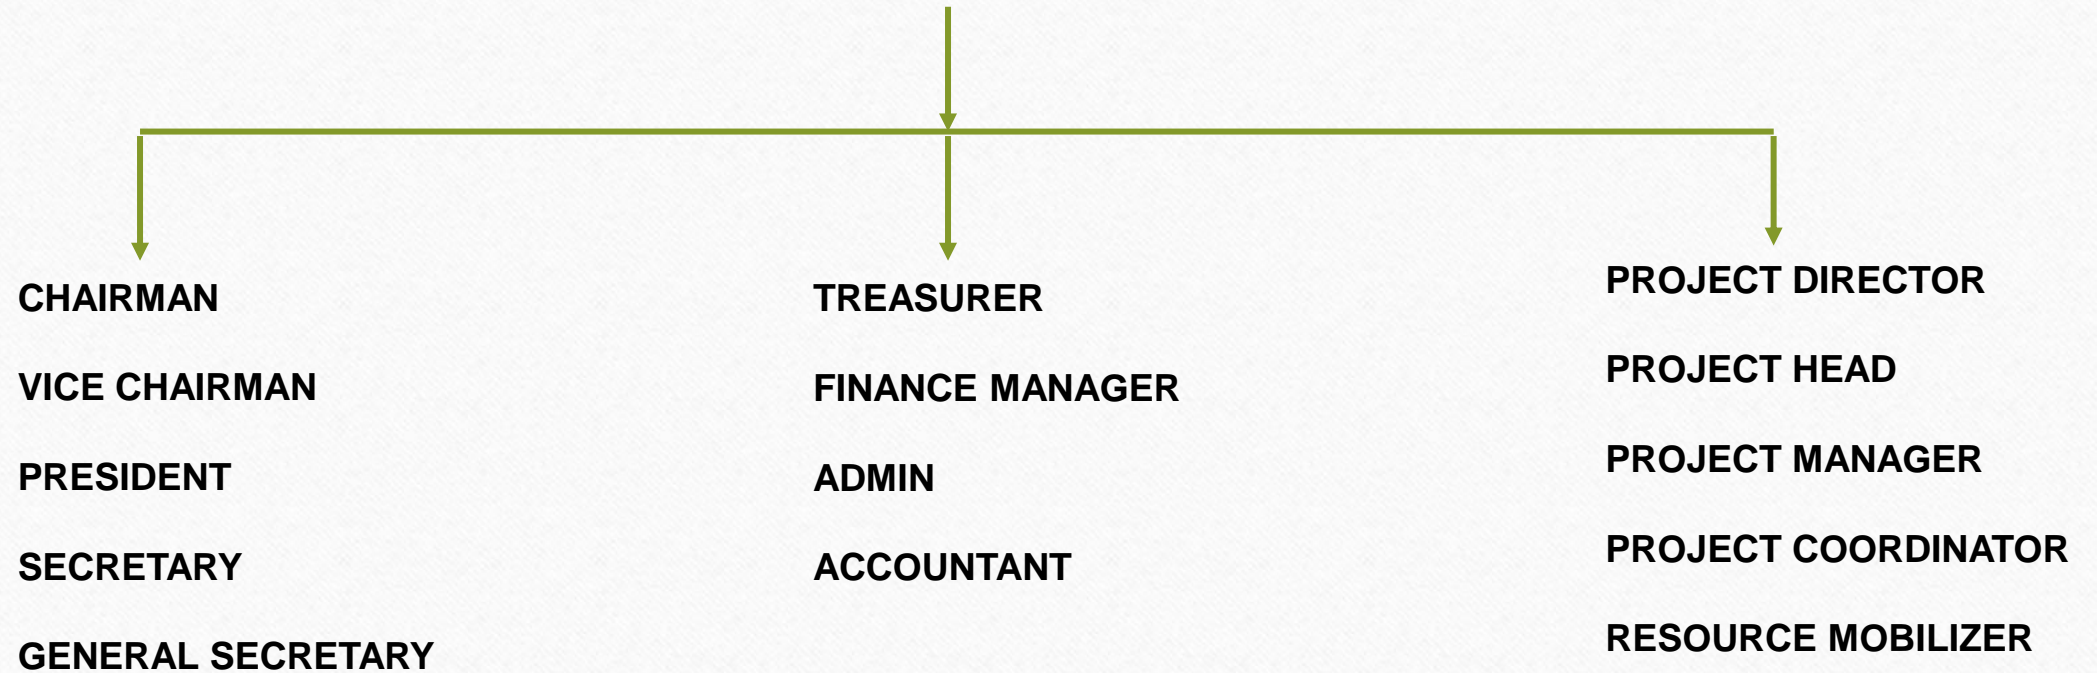 CHAIRMAN
VICE CHAIRMAN
PRESIDENT
SECRETARY
GENERAL SECRETARY
TREASURER
FINANCE MANAGER
ADMIN
ACCOUNTANT
PROJECT DIRECTOR
PROJECT HEAD
PROJECT MANAGER
PROJECT COORDINATOR
RESOURCE MOBILIZER